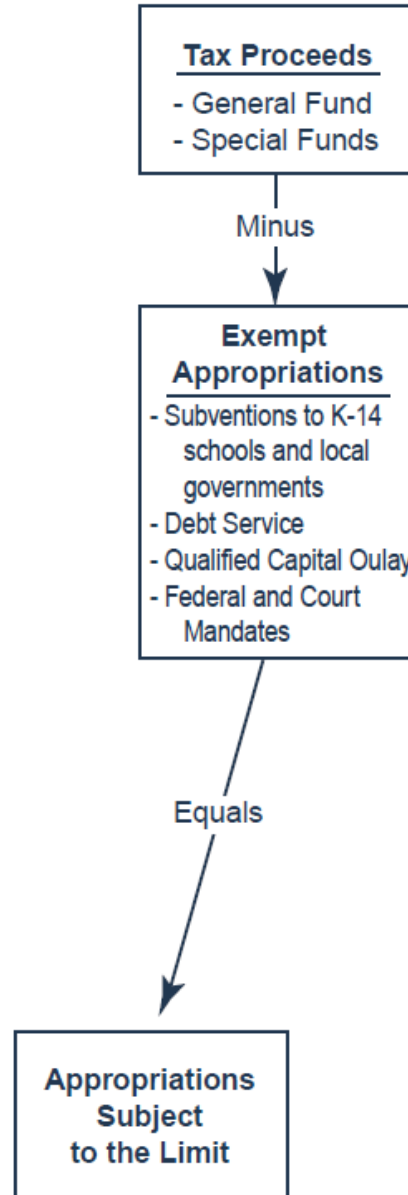 Tax Proceeds
- General Fund
- Special Funds
Minus
Exempt
Appropriations
- Subventions to K-14
schools and local
governments
- Debt Service
- Qualified Capital Oulay
- Federal and Court
Mandates
Equals
Appropriations
Subject
to the Limit